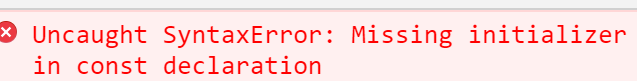 Uncaught SyntaxError: Missing initializer
in const declaration